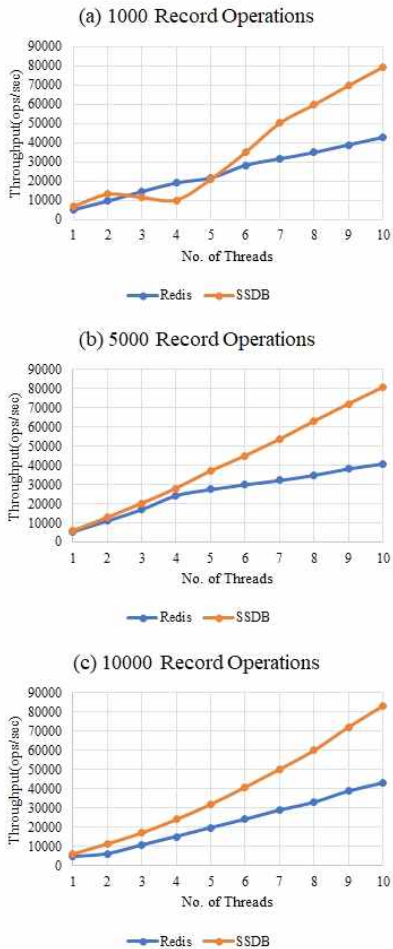 (a) 1000 Record Operations
Throughput(ops/sec)
90000
80000
70000
60000
50000
40000
30000
20000
10000
0
1 2 3 4 5 6 7 8 9 10
No. of Threads
Redis SSDB
(b) 5000 Record Operations
Throughput(ops/sec)
90000
80000
70000
60000
50000
40000
30000
20000
10000
0
1 2 3 4 5 6 7 8 9 10
No. of Threads
Redis SSDB
(c) 10000 Record Operations
Throughput(ops/sec)
90000
80000
70000
60000
50000
40000
30000
20000
10000
0
1 2 3 4 5 6 7 8 9 10
No. of Threads
Redis SSDB